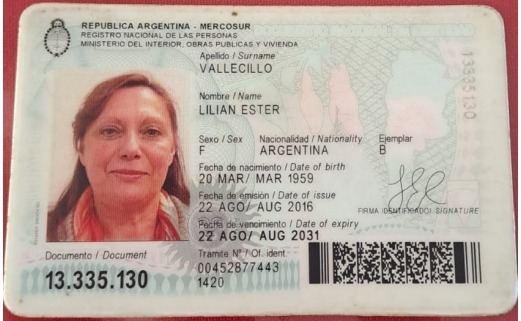 REPUBLICA ARGENTINA - MERCOSUR
REGISTRO NACIONAL DE LAS PERSONAS
MINISTERIO DEL INTERIOR, OBRAS PUBLICAS Y VIVIENDA
Apellido / Surname
VALLECILLO
Nombre / Name
LILIAN ESTER
Sexo / Sex Nacionalidad / Nationality Ejemplar
F ARGENTINA B
Fecha de nacimiento / Date of birth
20 MAR/ MAR 1959
Fecha de emisión / Date of issue
22 AGO/ AUG 2016
FIRMA IDENTIFICADO/ SIGNATURE
Fecha de vencimiento / Date of expiry
22 AGO/ AUG 2031
Documento / Document
13.335.130
Tramite N° / Of. ident.
00452877443
1420
13335130